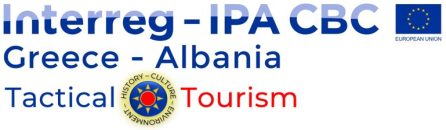 Interreg - IPA CBC
EUROPEAN UNION
Greece - Albania
Tactical Tourism
HISTORY - CULTURE - ENVIRONMENT -